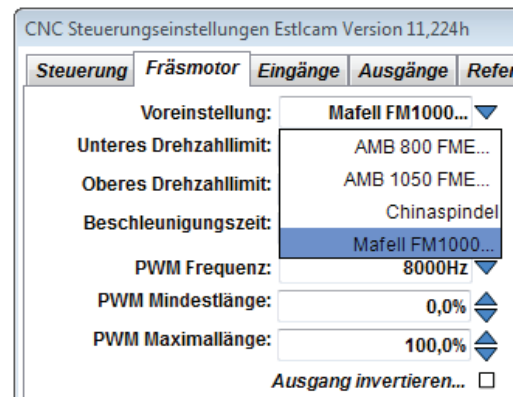 CNC Steuerungseinstellungen Estlcam Version 11,224h
Steuerung Fräsmotor Eingänge Ausgänge Refer
Voreinstellung: Mafell FM1000...
Unteres Drehzahllimit: AMB 800 FME...
Oberes Drehzahllimit: AMB 1050 FME...
Chinaspindel
Beschleunigungszeit:
Mafell FM1000...
PWM Frequenz: 8000Hz
PWM Mindestlänge: 0,0%
PWM Maximallänge: 100,0%
Ausgang invertieren...